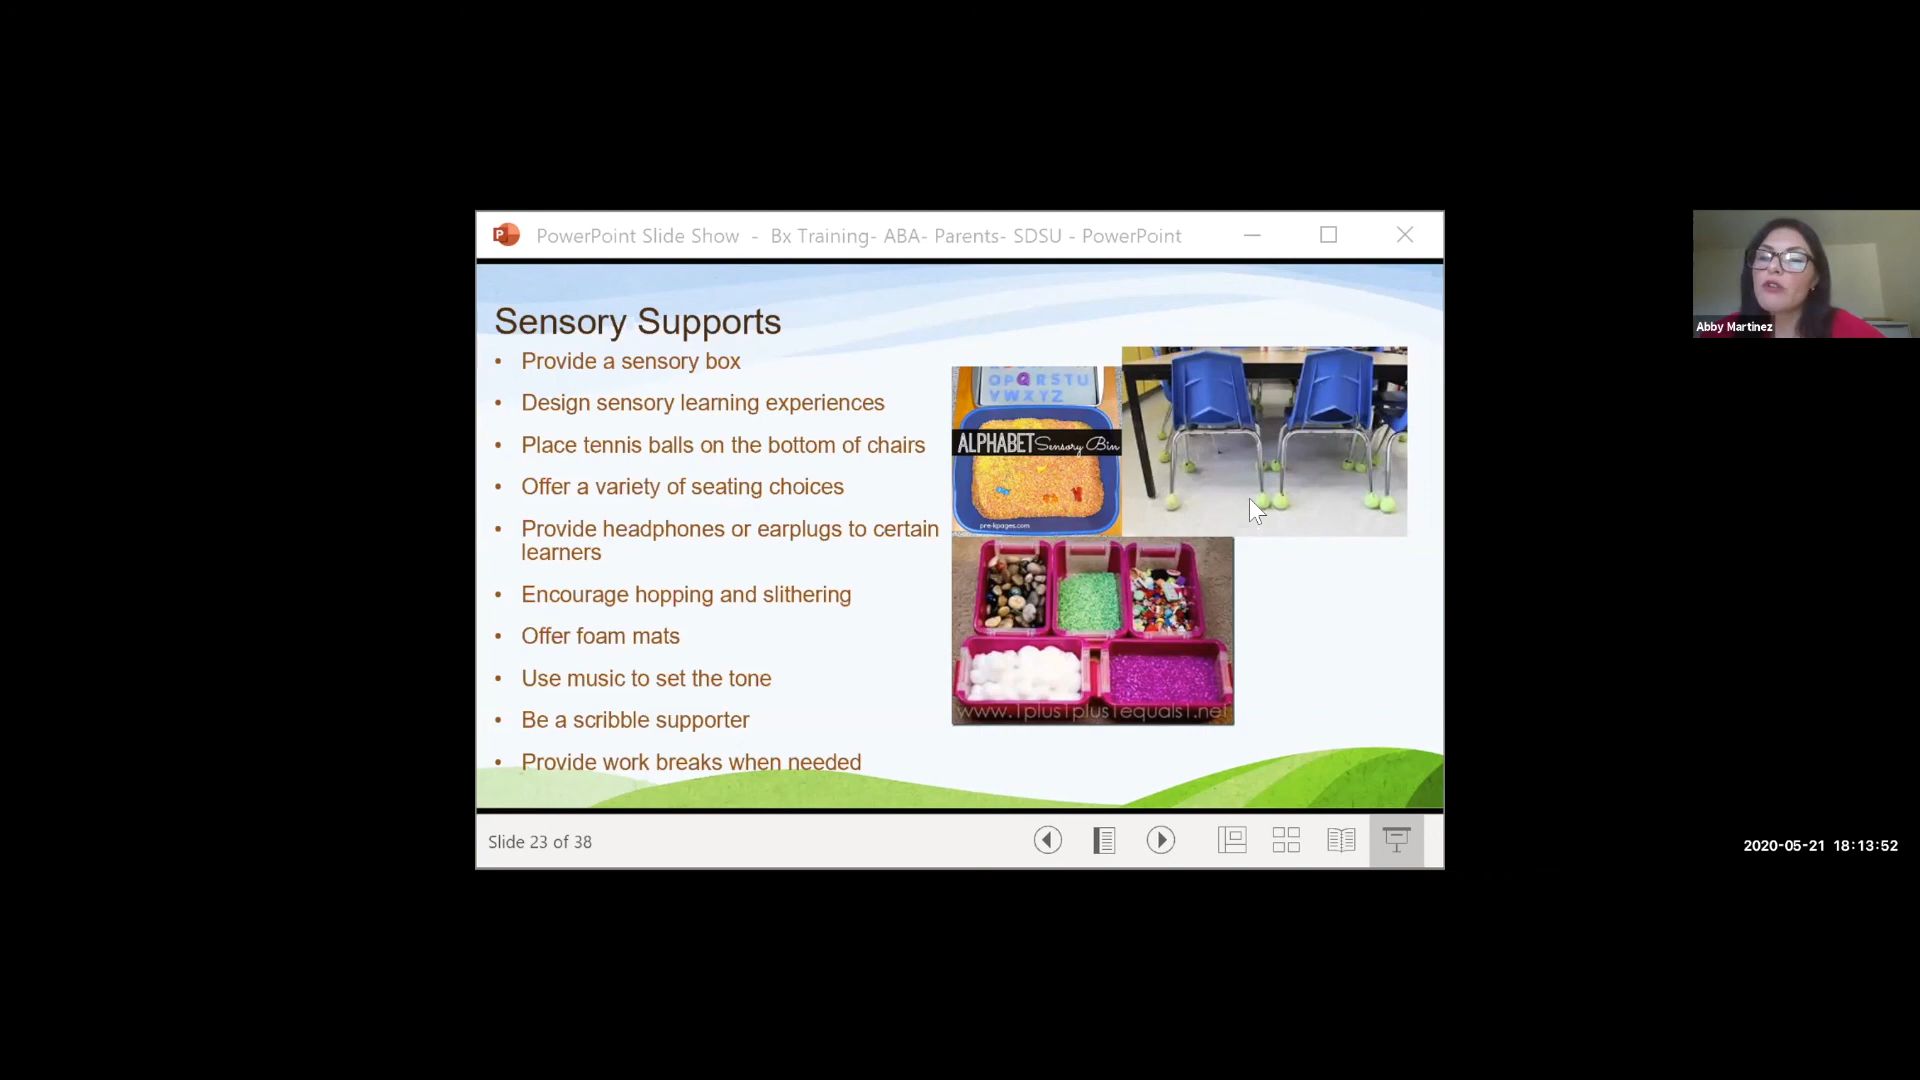 PowerPoint Slide Show - Bx Training- ABA- Parents- SDSU - PowerPoint
Sensory Supports
• Provide a sensory box
• Design sensory learning experiences
• Place tennis balls on the bottom of chairs
• Offer a variety of seating choices
• Provide headphones or earplugs to certain
learners
• Encourage hopping and slithering
• Offer foam mats
• Use music to set the tone
• Be a scribble supporter
• Provide work breaks when needed
OPQRSTU
VWXYZ
ALPHABET Sensory Bin
pre-kpages.com
www.1plus1plus1equals1.net
Slide 23 of 38
Abby Martinez
2020-05-21 18:13:52